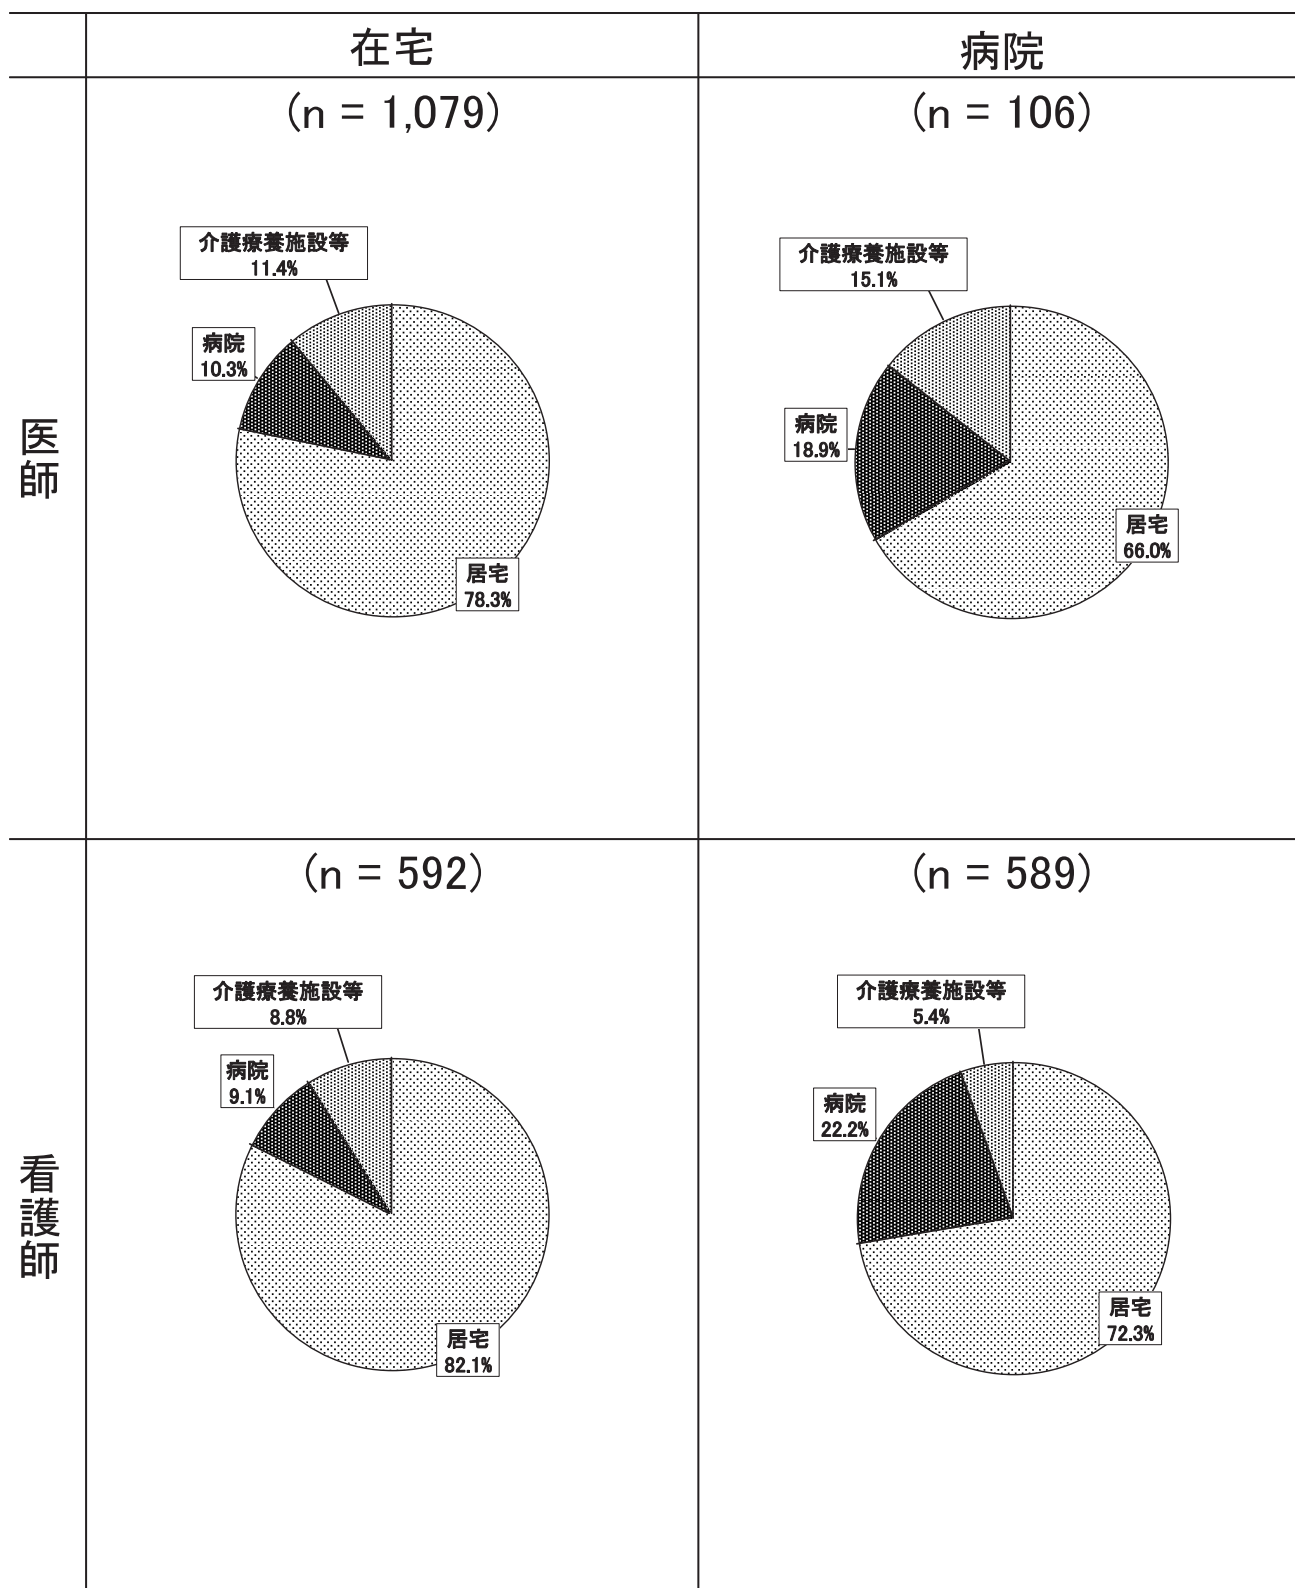 在宅
病院
(n = 1,079)
(n = 106)
医師
介護療養施設等
11.4%
病院
10.3%
居宅
78.3%
介護療養施設等
15.1%
病院
18.9%
居宅
66.0%
(n = 592)
(n = 589)
看護師
介護療養施設等
8.8%
病院
9.1%
居宅
82.1%
介護療養施設等
5.4%
病院
22.2%
居宅
72.3%